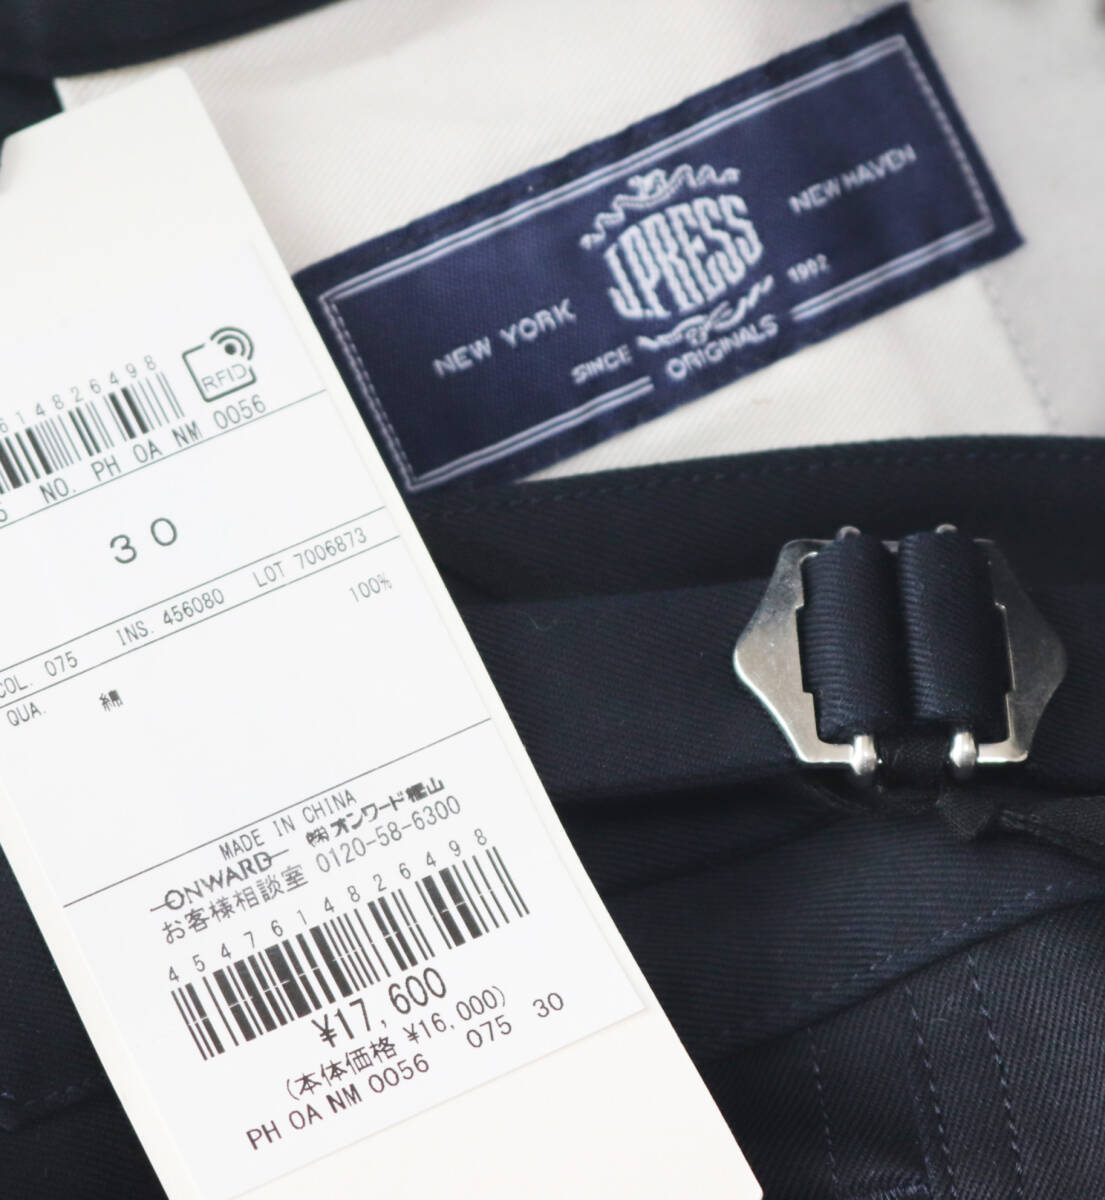 J.PRESS
NEW YORK
NEW HAVEN
SINCE 1902
ORIGINALS
RFID
614826498
NO. PH 0A NM 0056
30
COL. 075 INS. 456080 LOT 7006873
QUA. 綿 100%
MADE IN CHINA
ONWARD ㈱オンワード樫山
お客様相談室 0120-58-6300
4547614826498
¥17,600
(本体価格 ¥16,000)
PH 0A NM 0056 075 30